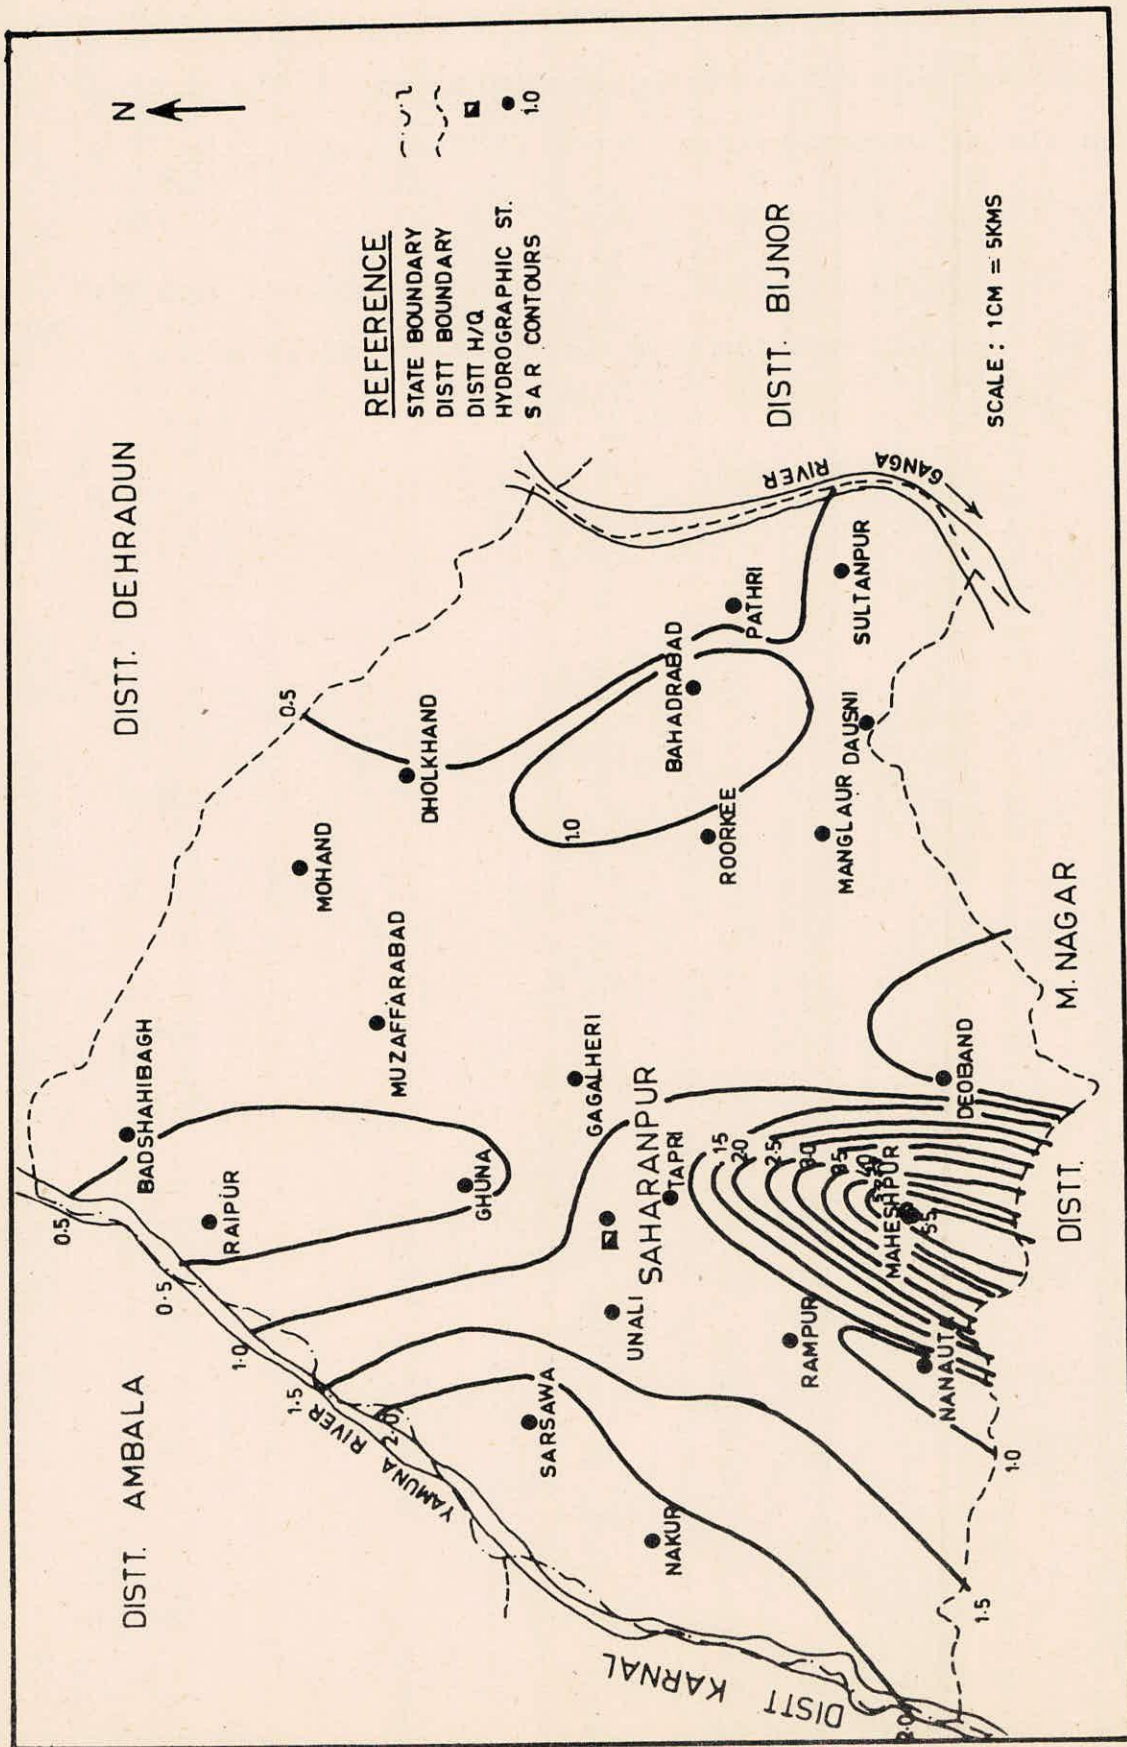 N
DISTT. DEHRADUN
DISTT. AMBALA
REFERENCE
STATE BOUNDARY
DISTT BOUNDARY
DISTT H/Q
HYDROGRAPHIC ST.
S A R CONTOURS
1.0
0.5
BADSHAHIBAGH
RAIPUR
0.5
0.5
MOHAND
DHOLKHAND
MUZAFFARABAD
1.0
1.5
2.0
YAMUNA RIVER
GHUNA
GAGALHERI
1.0
SARSAWA
UNALI
SAHARANPUR
TAPRI
BAHADRABAD
ROORKEE
PATHRI
DISTT. BIJNOR
RIVER
GANGA
NAKUR
RAMPUR
1.5
2.0
2.5
3.0
3.5
4.0
MAHESHPUR
5.5
MANGLAUR
DAUSNI
SULTANPUR
DISTT KARNAL
NANAUTA
DEOBAND
2.0
1.5
1.0
DISTT. M. NAGAR
SCALE : 1CM = 5KMS